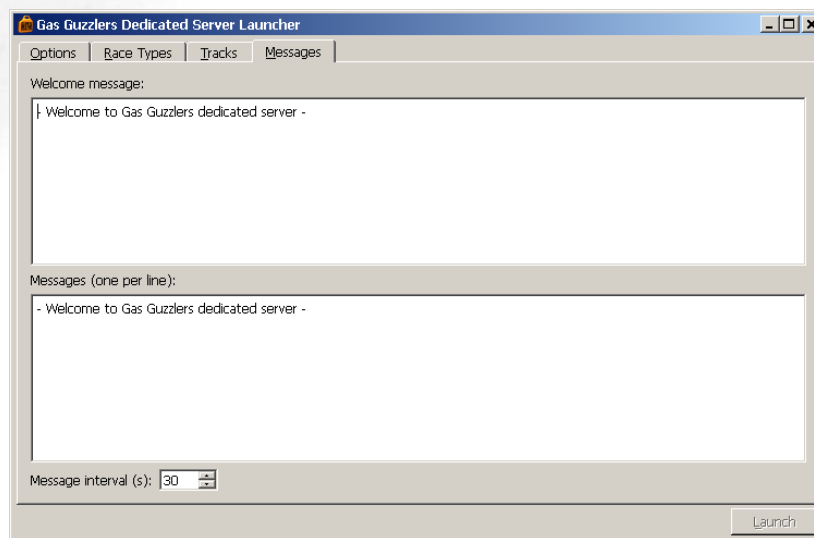 Gas Guzzlers Dedicated Server Launcher
Options Race Types Tracks Messages
Welcome message:
- Welcome to Gas Guzzlers dedicated server -
Messages (one per line):
- Welcome to Gas Guzzlers dedicated server -
Message interval (s): 30
Launch